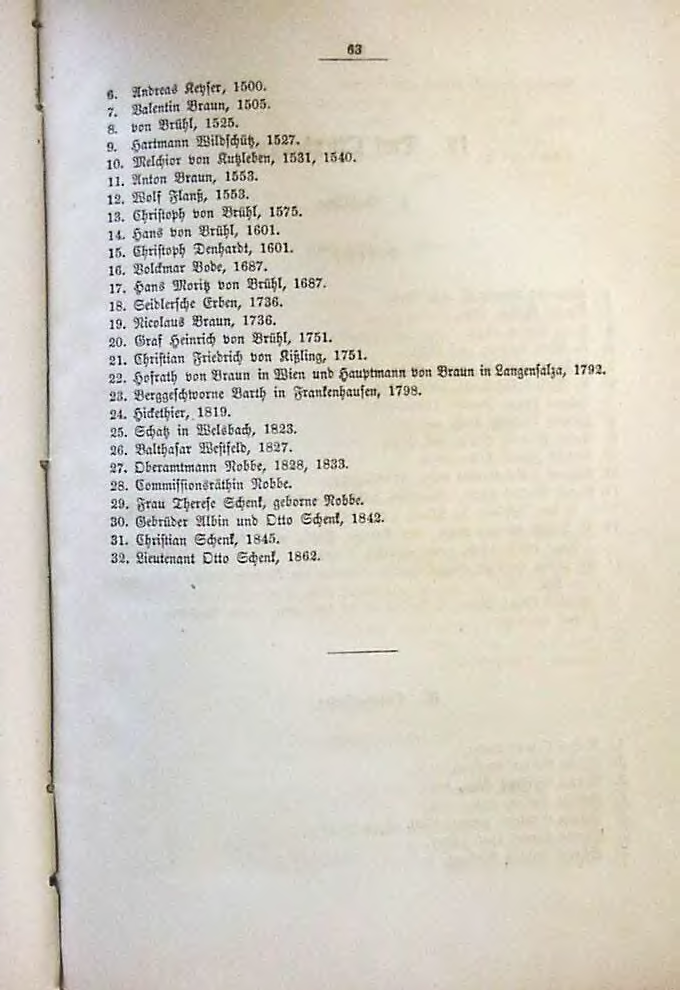 63
6. Andreas Keyser, 1500.
7. Valentin Braun, 1505.
8. von Brühl, 1525.
9. Hartmann Wildschütz, 1527.
10. Melchior von Kutzleben, 1531, 1540.
11. Anton Braun, 1553.
12. Wolf Flanß, 1553.
13. Christoph von Brühl, 1575.
14. Hans von Brühl, 1601.
15. Christoph Denhardt, 1601.
16. Volckmar Bode, 1687.
17. Hans Moritz von Brühl, 1687.
18. Seidlersche Erben, 1736.
19. Nicolaus Braun, 1736.
20. Graf Heinrich von Brühl, 1751.
21. Christian Friedrich von Kißling, 1751.
22. Hofrath von Braun in Wien und Hauptmann von Braun in Langensalza, 1792.
23. Berggeschworne Barth in Frankenhausen, 1798.
24. Hickethier, 1819.
25. Schatz in Welsbach, 1823.
26. Balthasar Westfeld, 1827.
27. Oberamtmann Nobbe, 1828, 1833.
28. Commissionsräthin Nobbe.
29. Frau Therese Schenk, geborne Nobbe.
30. Gebrüder Albin und Otto Schenk, 1842.
31. Christian Schenk, 1845.
32. Lieutenant Otto Schenk, 1862.